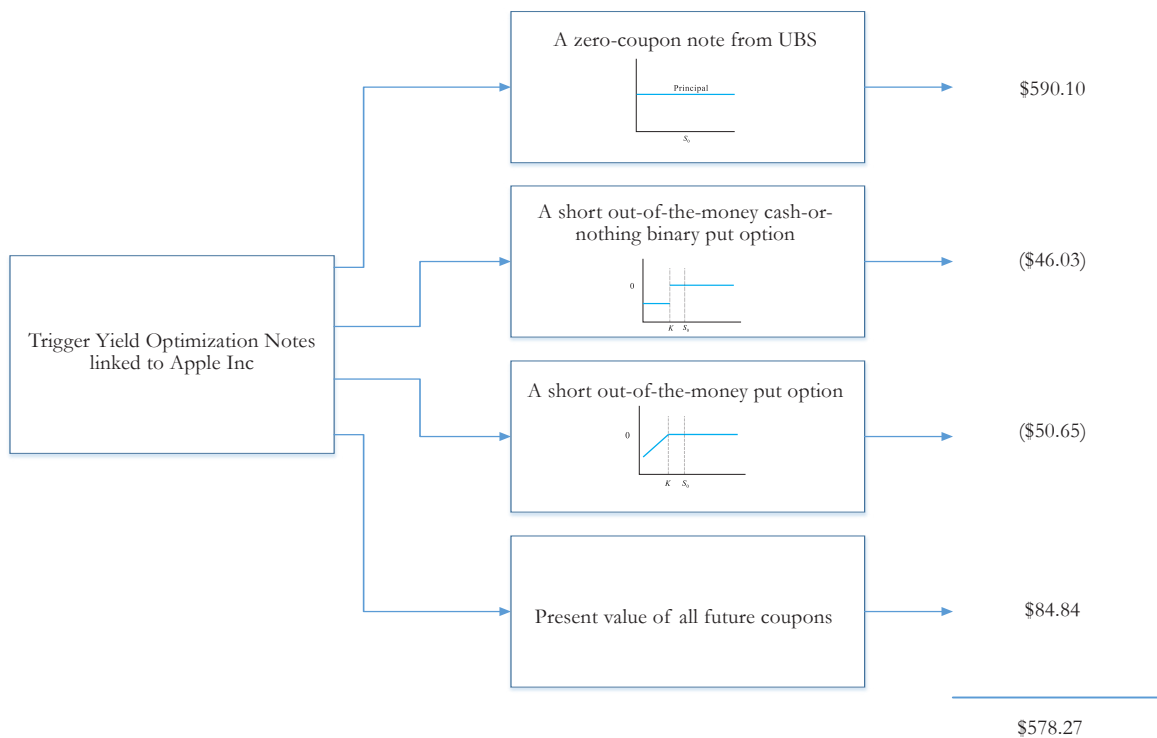 A zero-coupon note from UBS
Principal
S0
$590.10
A short out-of-the-money cash-or-
nothing binary put option
0
K S0
($46.03)
Trigger Yield Optimization Notes
linked to Apple Inc
A short out-of-the-money put option
0
K S0
($50.65)
Present value of all future coupons
$84.84
$578.27